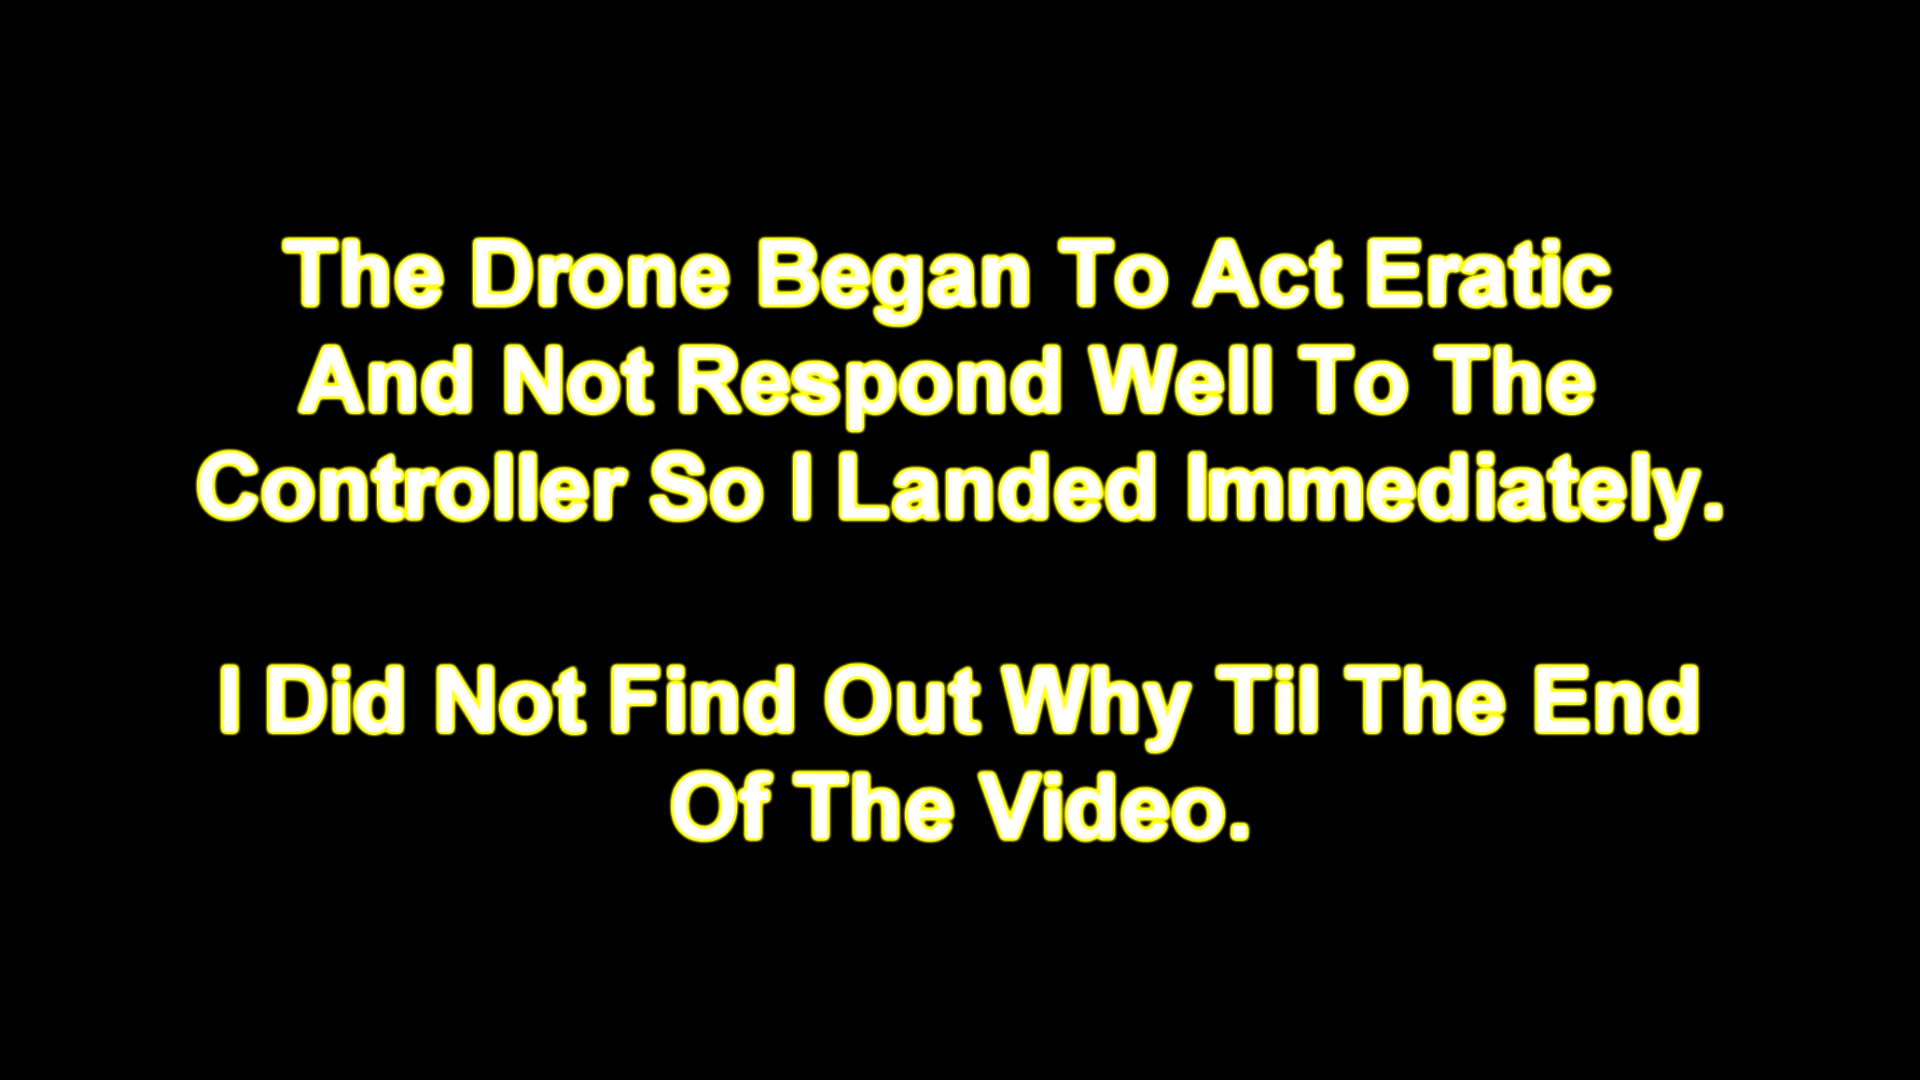 The Drone Began To Act Eratic
And Not Respond Well To The
Controller So I Landed Immediately.
I Did Not Find Out Why Til The End
Of The Video.